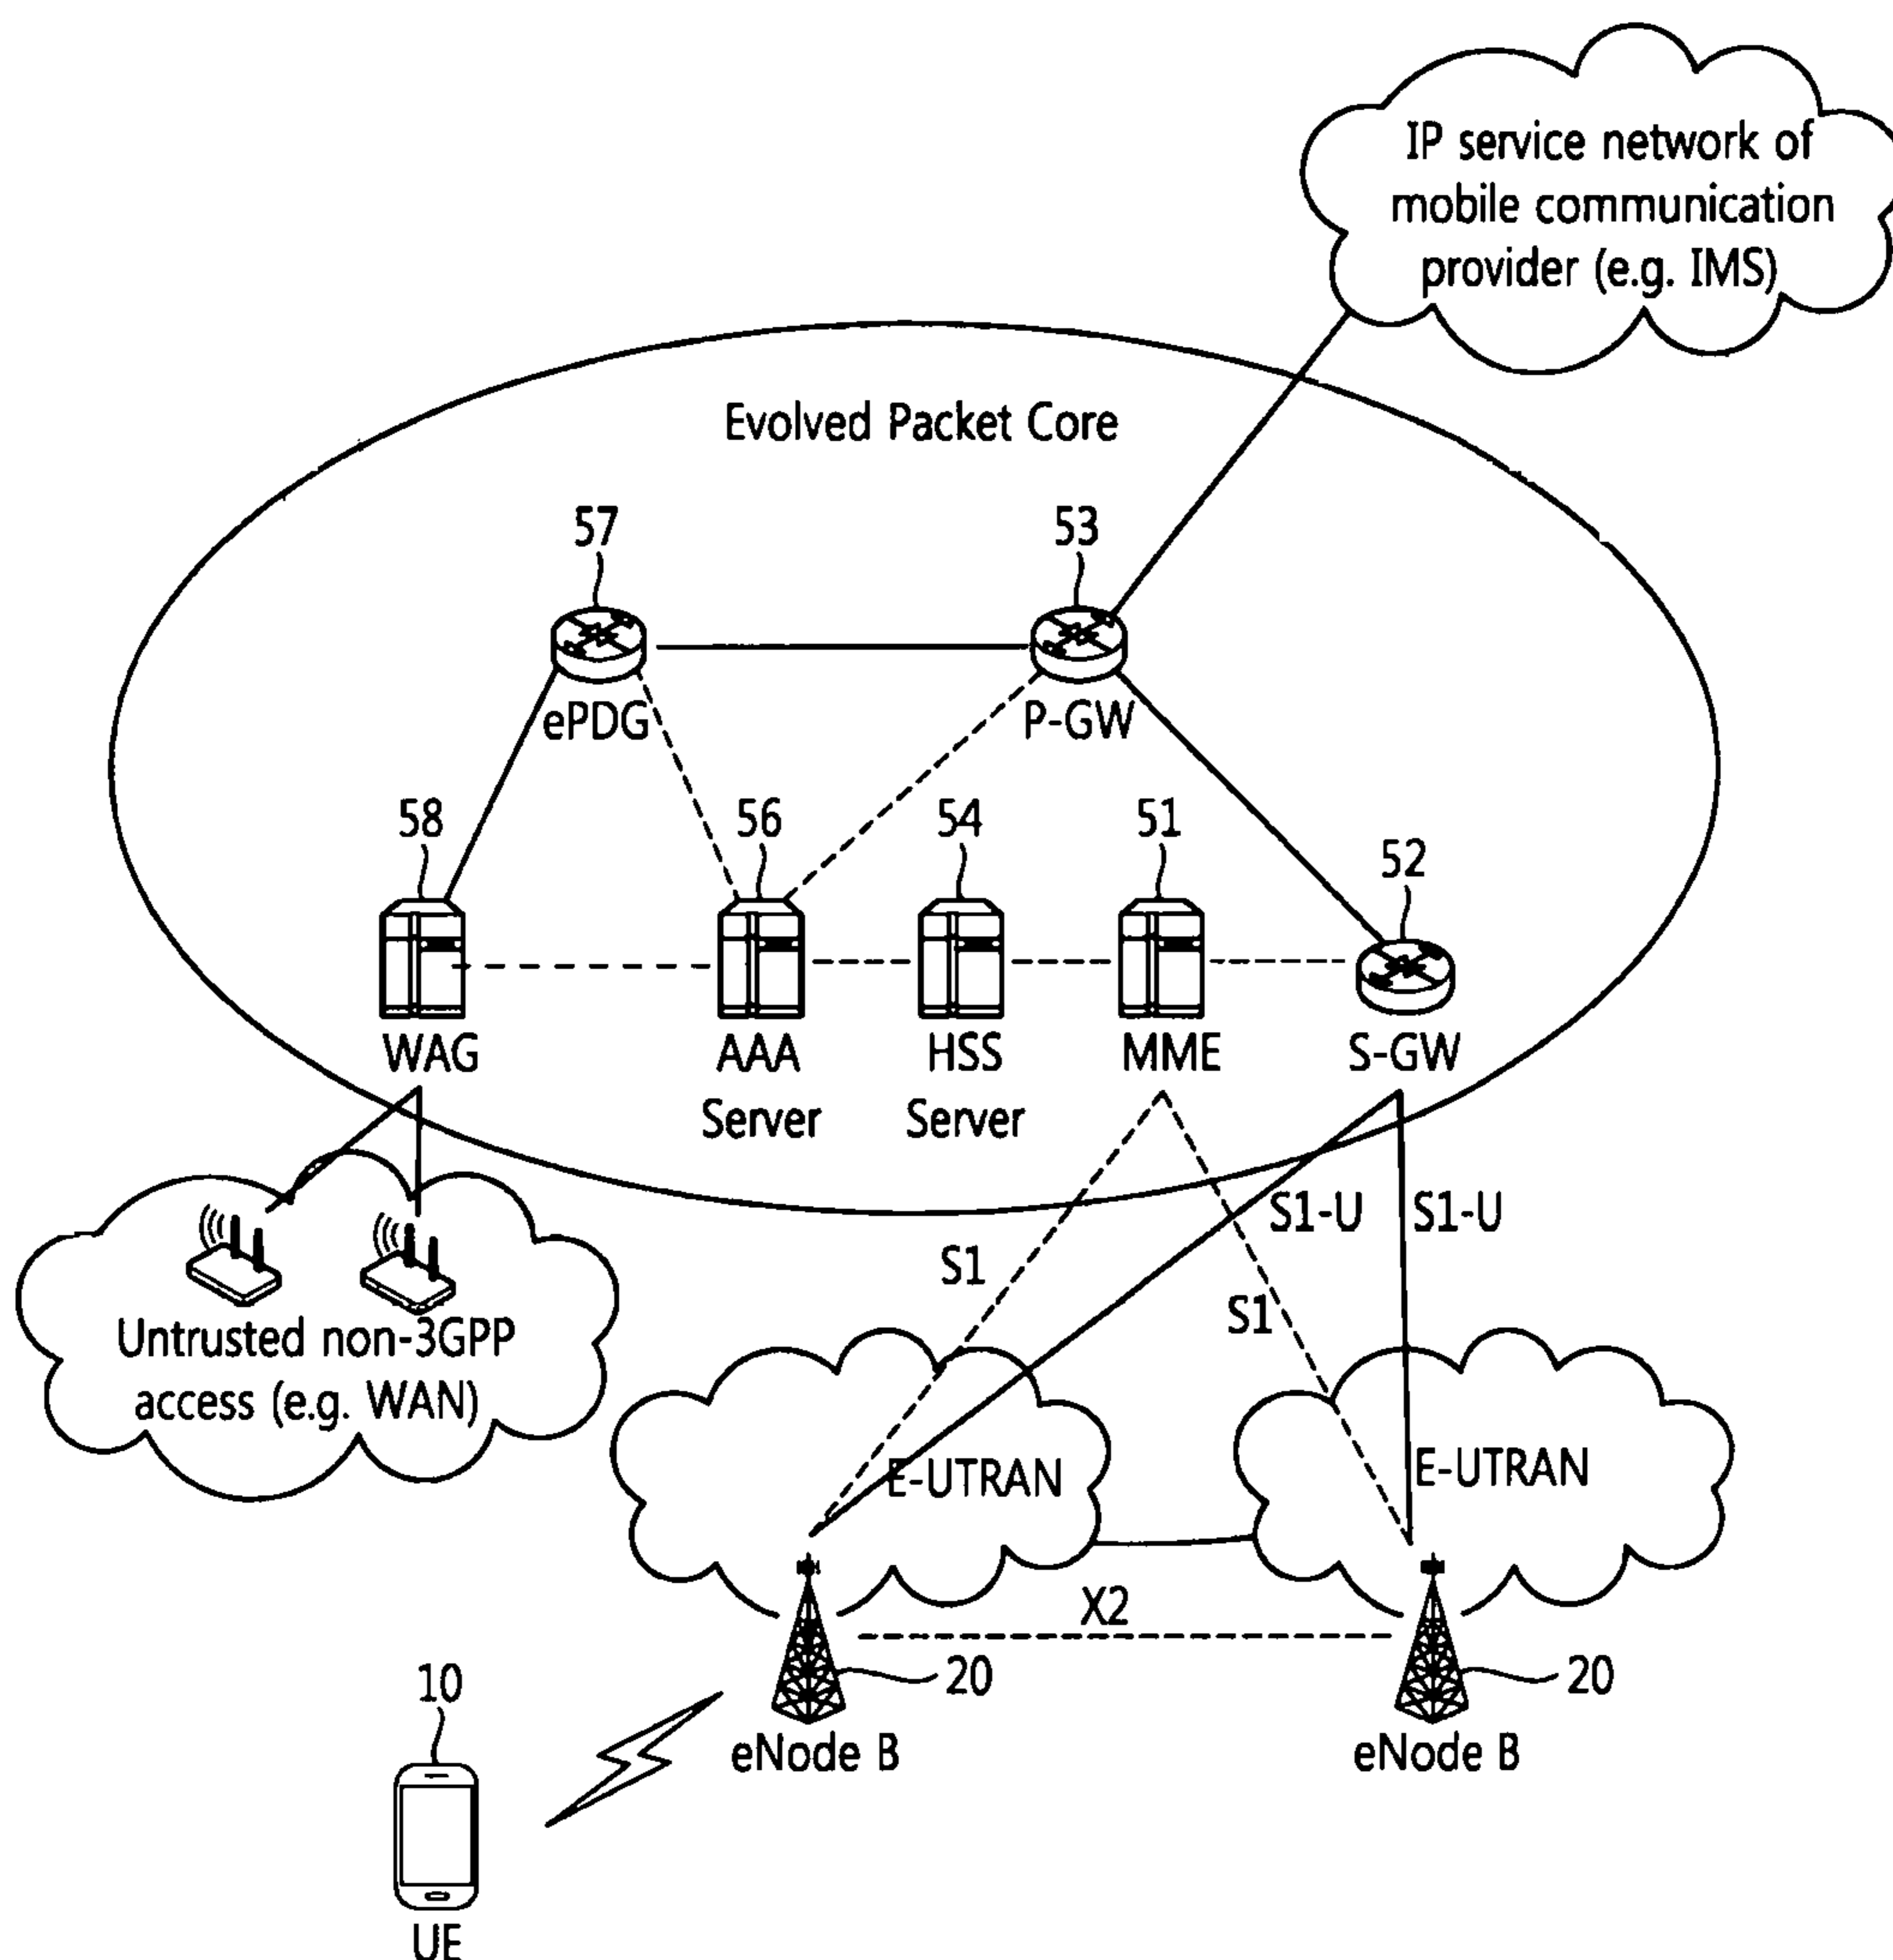 IP service network of
mobile communication
provider (e.g. IMS)
Evolved Packet Core
57
53
ePDG
P-GW
58
56
54
51
52
WAG
AAA
Server
HSS
Server
MME
S-GW
S1-U
S1-U
S1
S1
Untrusted non-3GPP
access (e.g. WAN)
E-UTRAN
E-UTRAN
X2
20
20
10
eNode B
eNode B
UE